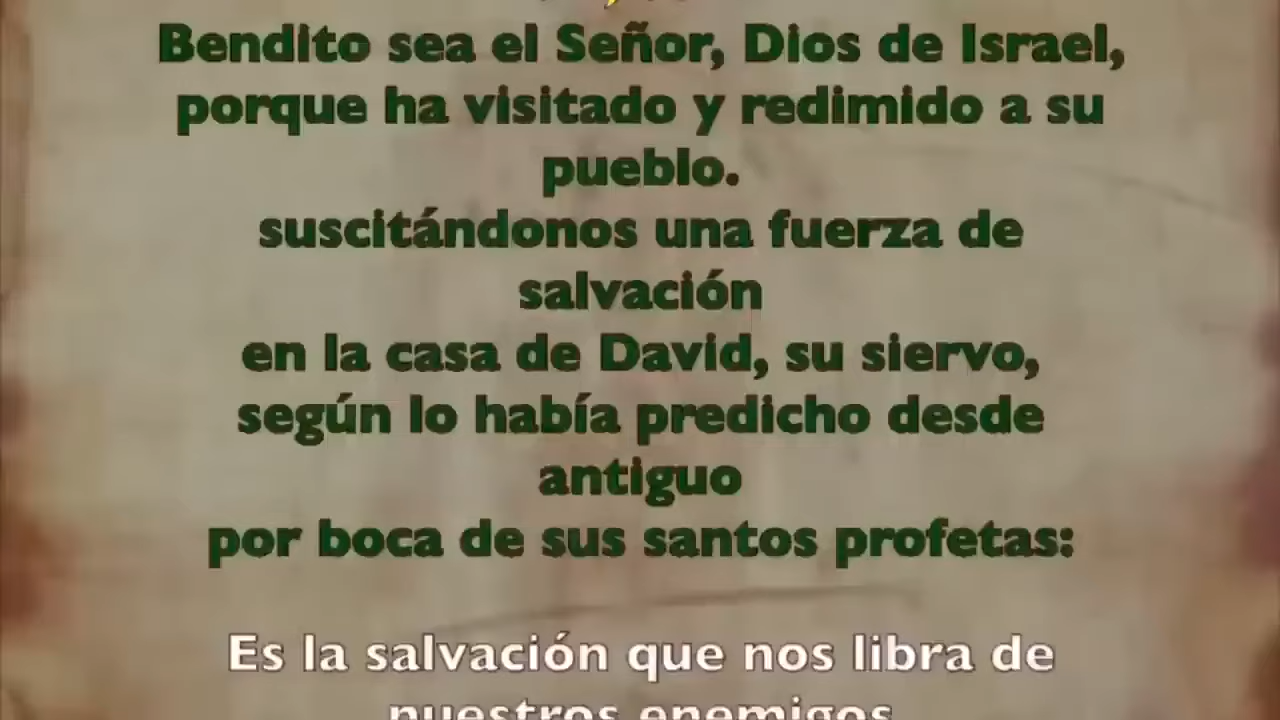 Bendito sea el Señor, Dios de Israel,
porque ha visitado y redimido a su
pueblo.
suscitándonos una fuerza de
salvación
en la casa de David, su siervo,
según lo había predicho desde
antiguo
por boca de sus santos profetas:
Es la salvación que nos libra de
nuestros enemigos